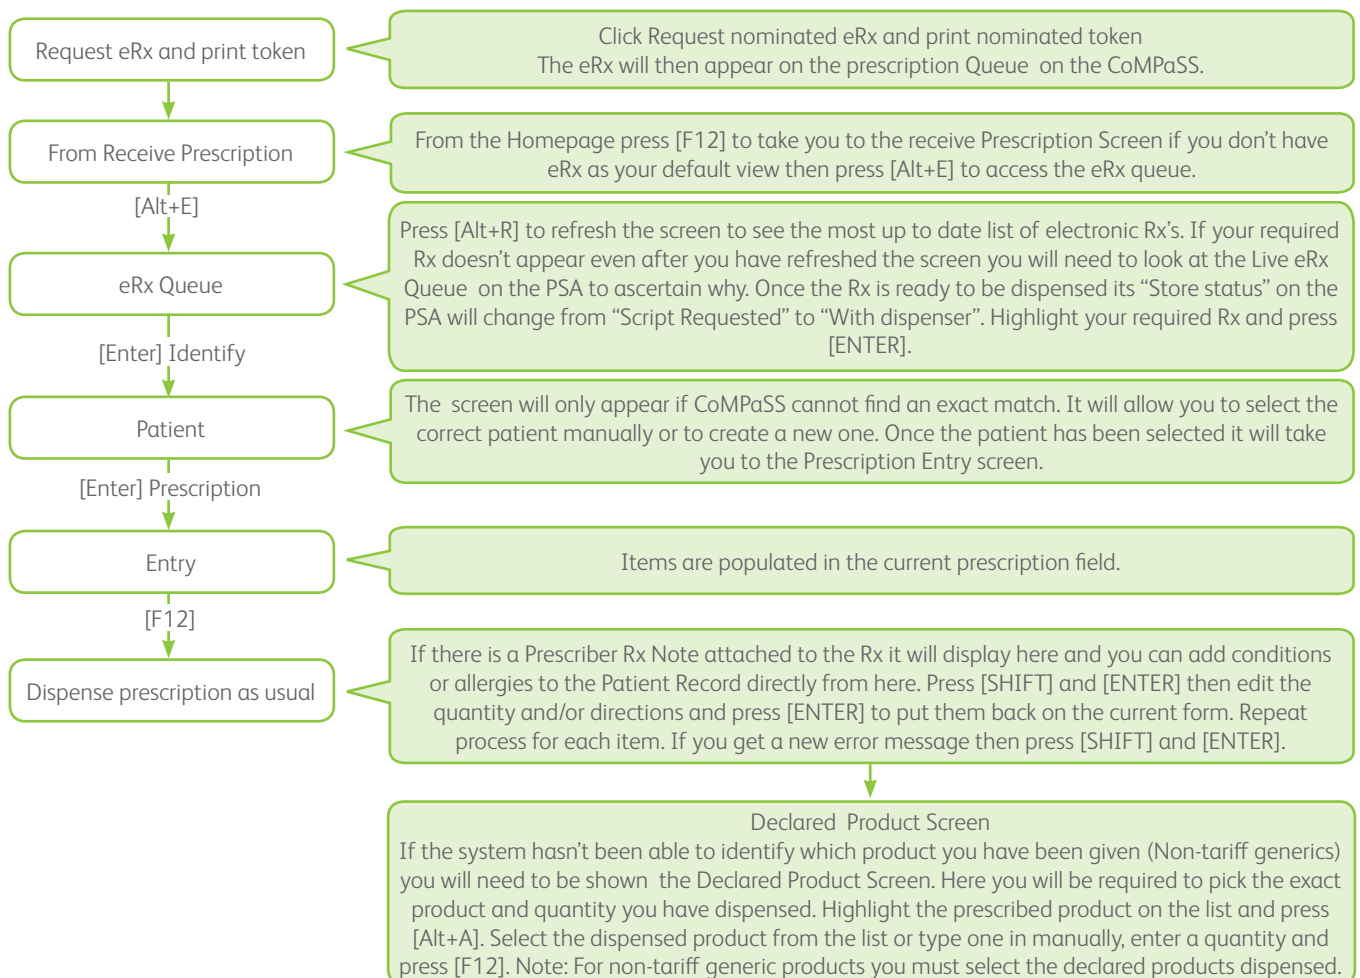 Request eRx and print token
Click Request nominated eRx and print nominated token
The eRx will then appear on the prescription Queue on the CoMPaSS.
From Receive Prescription
From the Homepage press [F12] to take you to the receive Prescription Screen if you don’t have
eRx as your default view then press [Alt+E] to access the eRx queue.
[Alt+E]
eRx Queue
Press [Alt+R] to refresh the screen to see the most up to date list of electronic Rx’s. If your required
Rx doesn’t appear even after you have refreshed the screen you will need to look at the Live eRx
Queue on the PSA to ascertain why. Once the Rx is ready to be dispensed its “Store status” on the
PSA will change from “Script Requested” to “With dispenser”. Highlight your required Rx and press
[ENTER].
[Enter] Identify
Patient
The screen will only appear if CoMPaSS cannot find an exact match. It will allow you to select the
correct patient manually or to create a new one. Once the patient has been selected it will take
you to the Prescription Entry screen.
[Enter] Prescription
Entry
Items are populated in the current prescription field.
[F12]
Dispense prescription as usual
If there is a Prescriber Rx Note attached to the Rx it will display here and you can add conditions
or allergies to the Patient Record directly from here. Press [SHIFT] and [ENTER] then edit the
quantity and/or directions and press [ENTER] to put them back on the current form. Repeat
process for each item. If you get a new error message then press [SHIFT] and [ENTER].
Declared Product Screen
If the system hasn’t been able to identify which product you have been given (Non-tariff generics)
you will need to be shown the Declared Product Screen. Here you will be required to pick the exact
product and quantity you have dispensed. Highlight the prescribed product on the list and press
[Alt+A]. Select the dispensed product from the list or type one in manually, enter a quantity and
press [F12]. Note: For non-tariff generic products you must select the declared products dispensed.